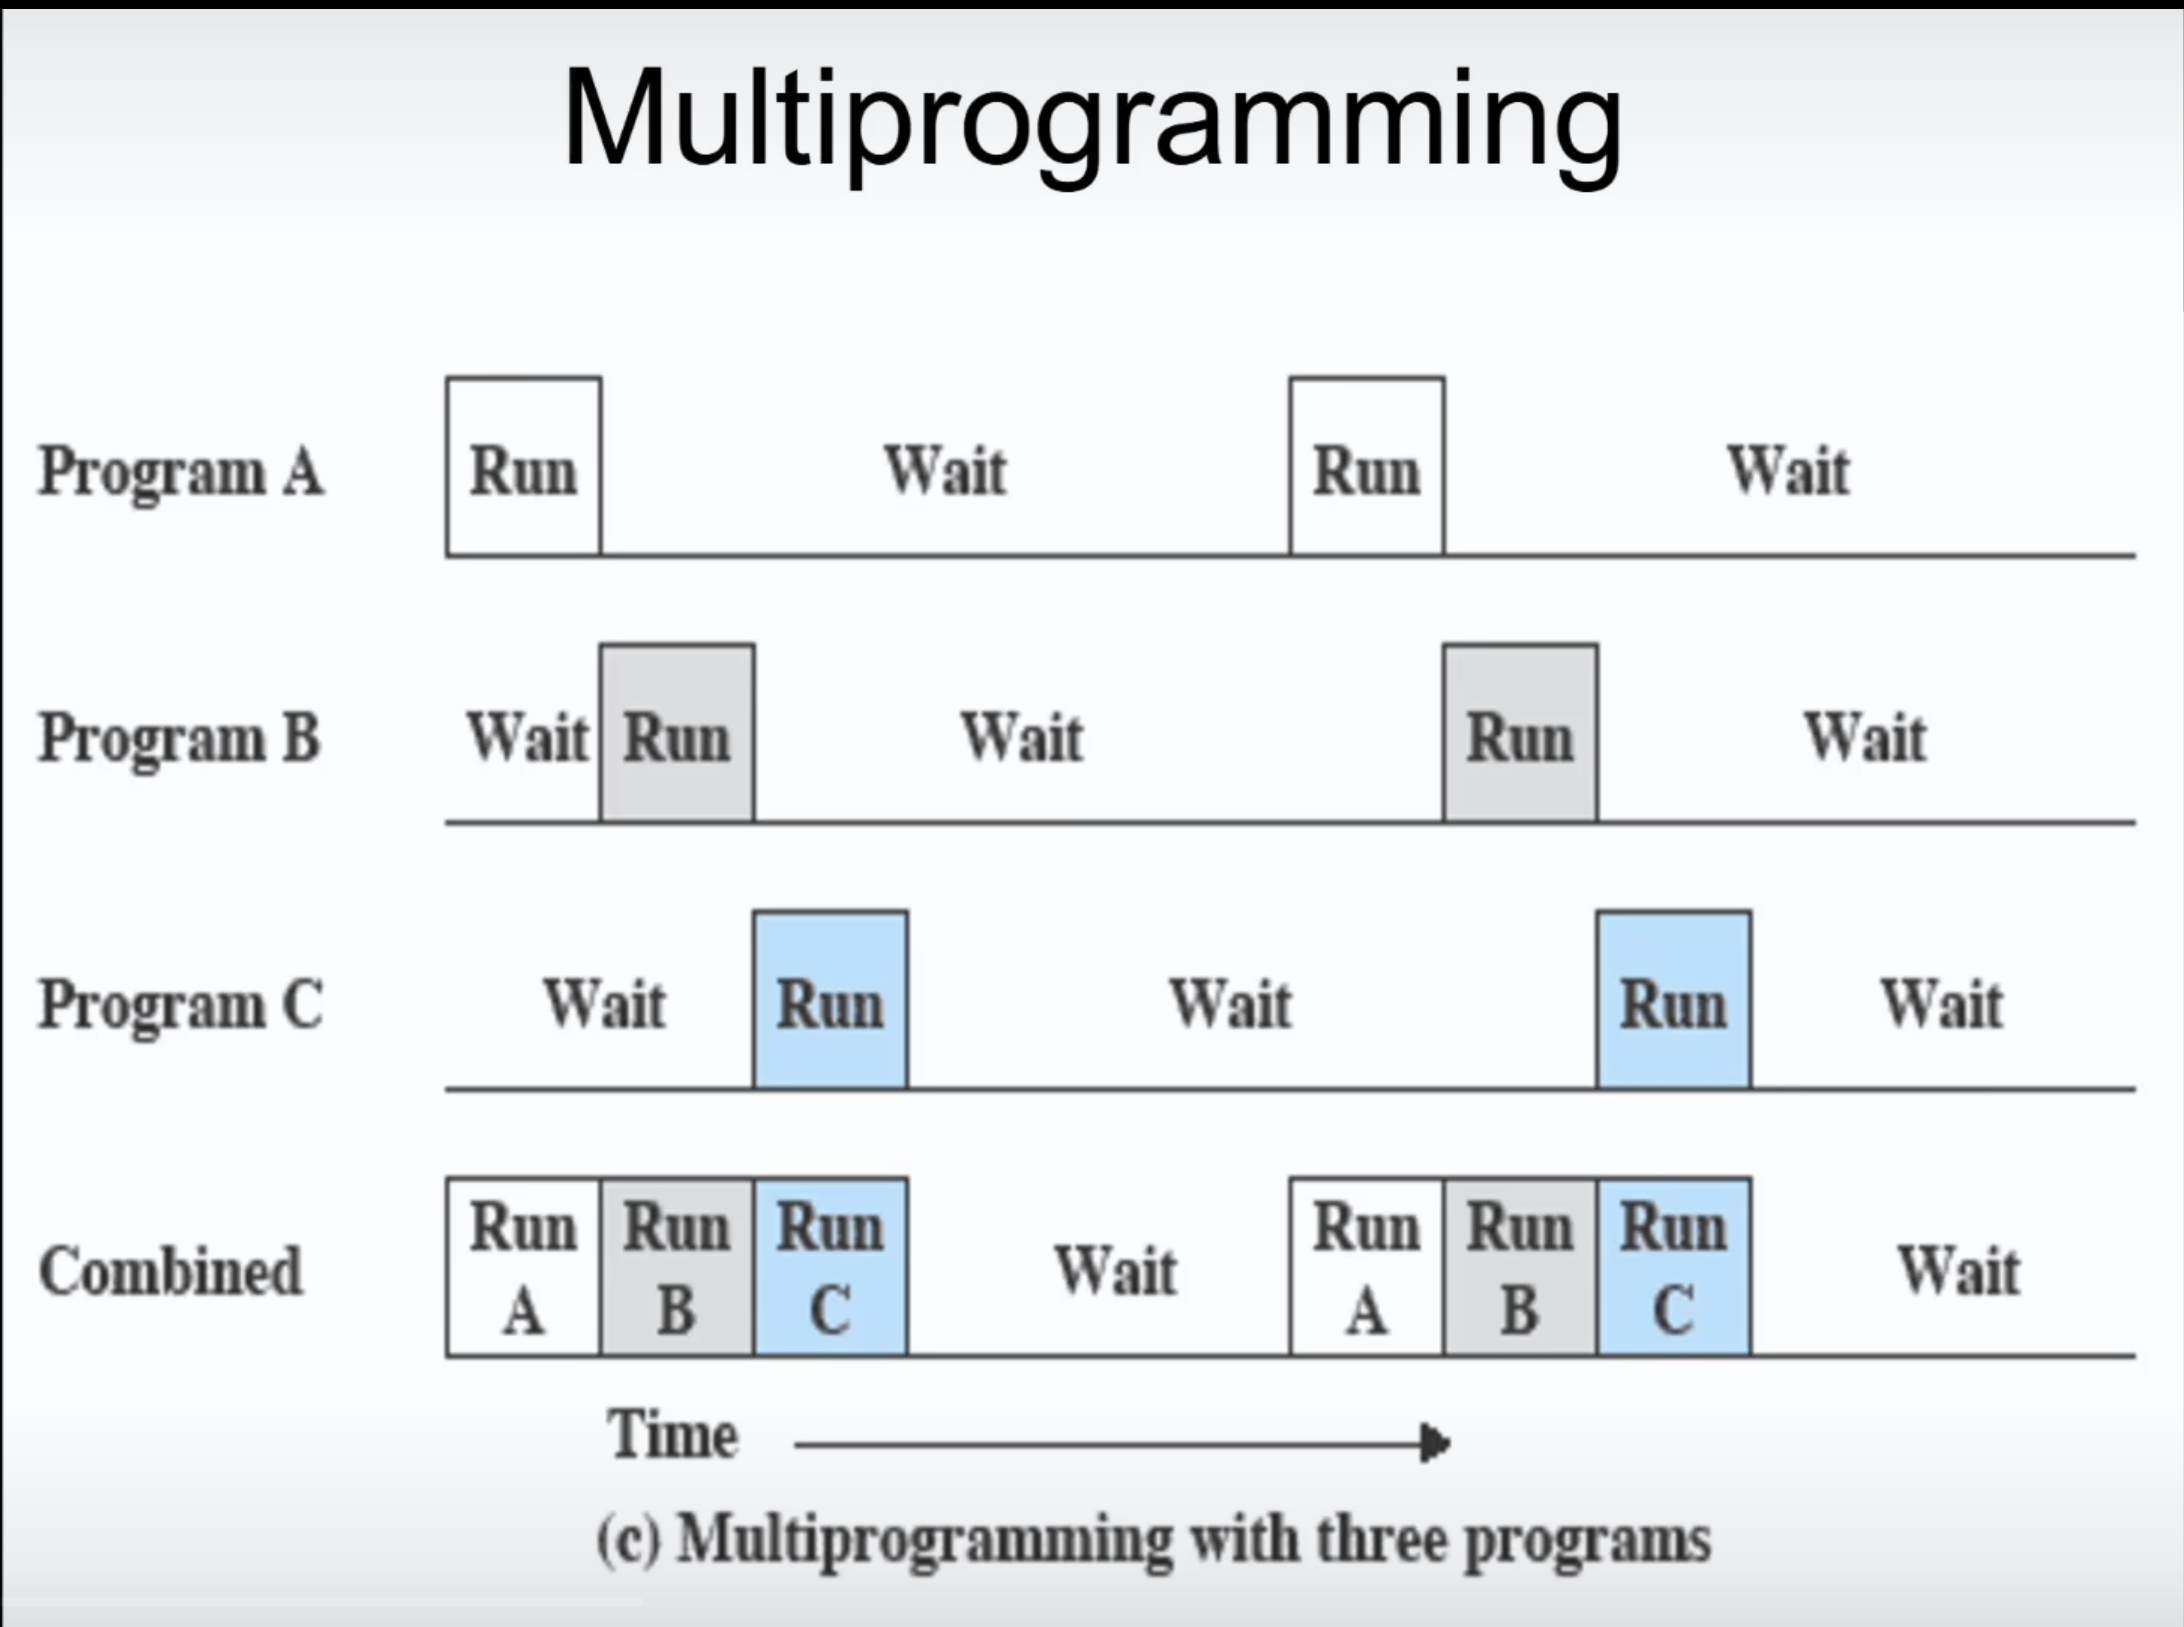 Multiprogramming
Program A Run Wait Run Wait
Program B Wait Run Wait Run Wait
Program C Wait Run Wait Run Wait
Combined Run A Run B Run C Wait Run A Run B Run C Wait
Time
(c) Multiprogramming with three programs